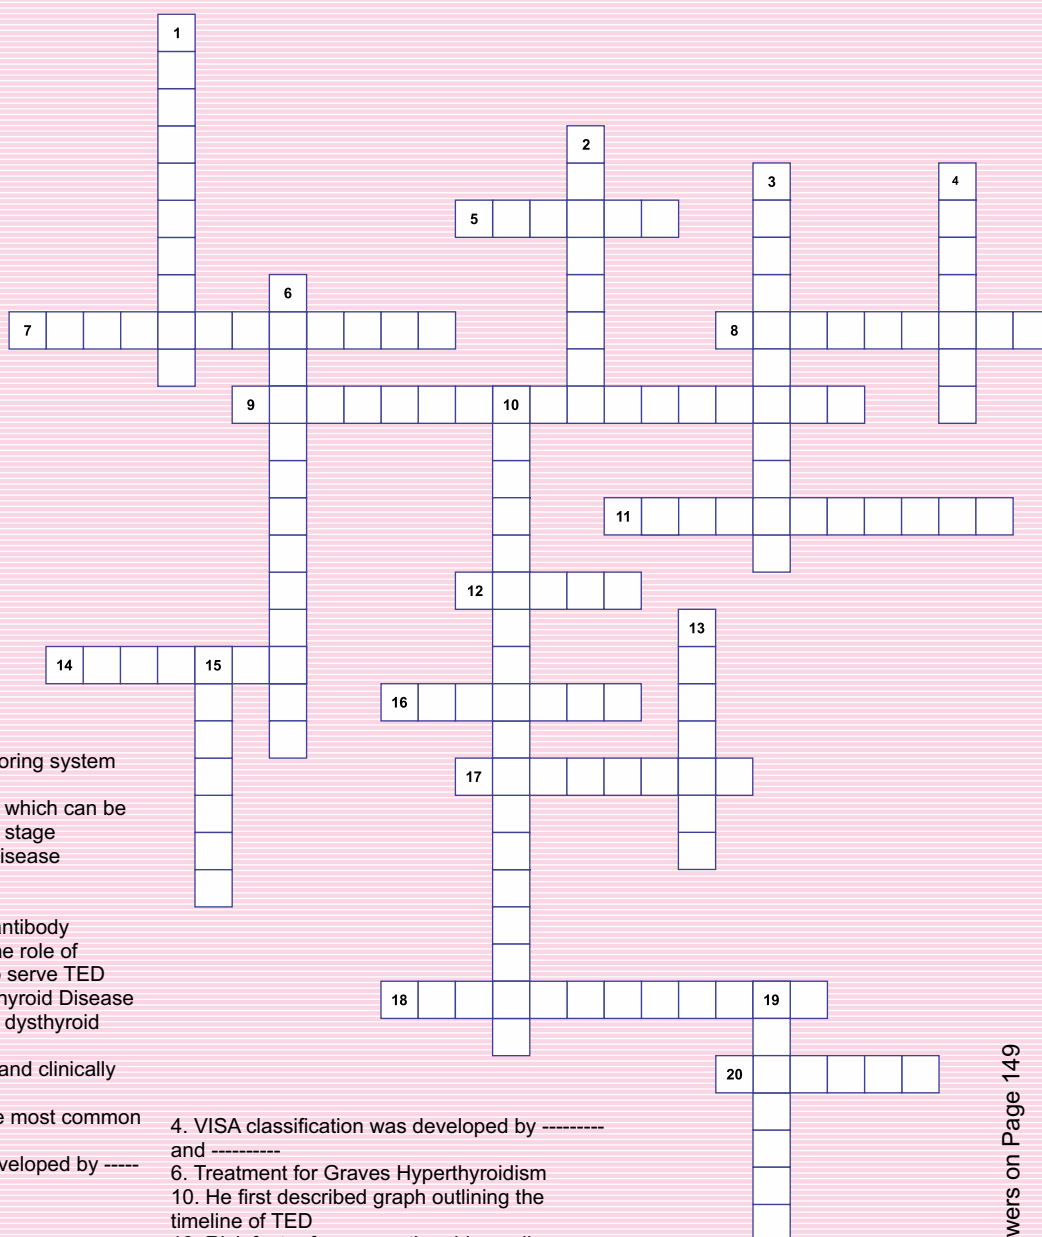 1
2
3
4
5
6
7
8
9
10
11
12
13
14
15
16
17
18
19
20
oring system
which can be
stage
isease
ntibody
e role of
serve TED
hyroid Disease
dysthyroid
and clinically
e most common
veloped by -----
4. VISA classification was developed by ---------
and ----------
6. Treatment for Graves Hyperthyroidism
10. He first described graph outlining the
timeline of TED
wers on Page 149